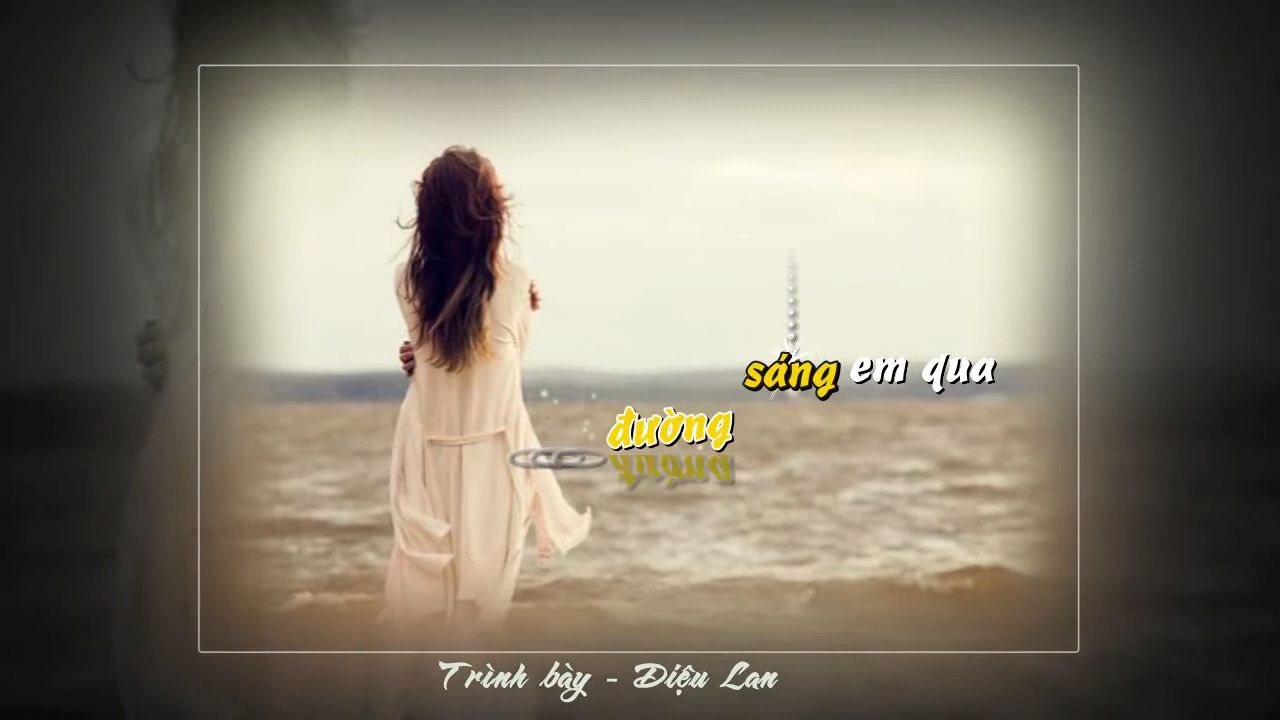 sáng em qua
đường
Trình bày - Diệu Lan